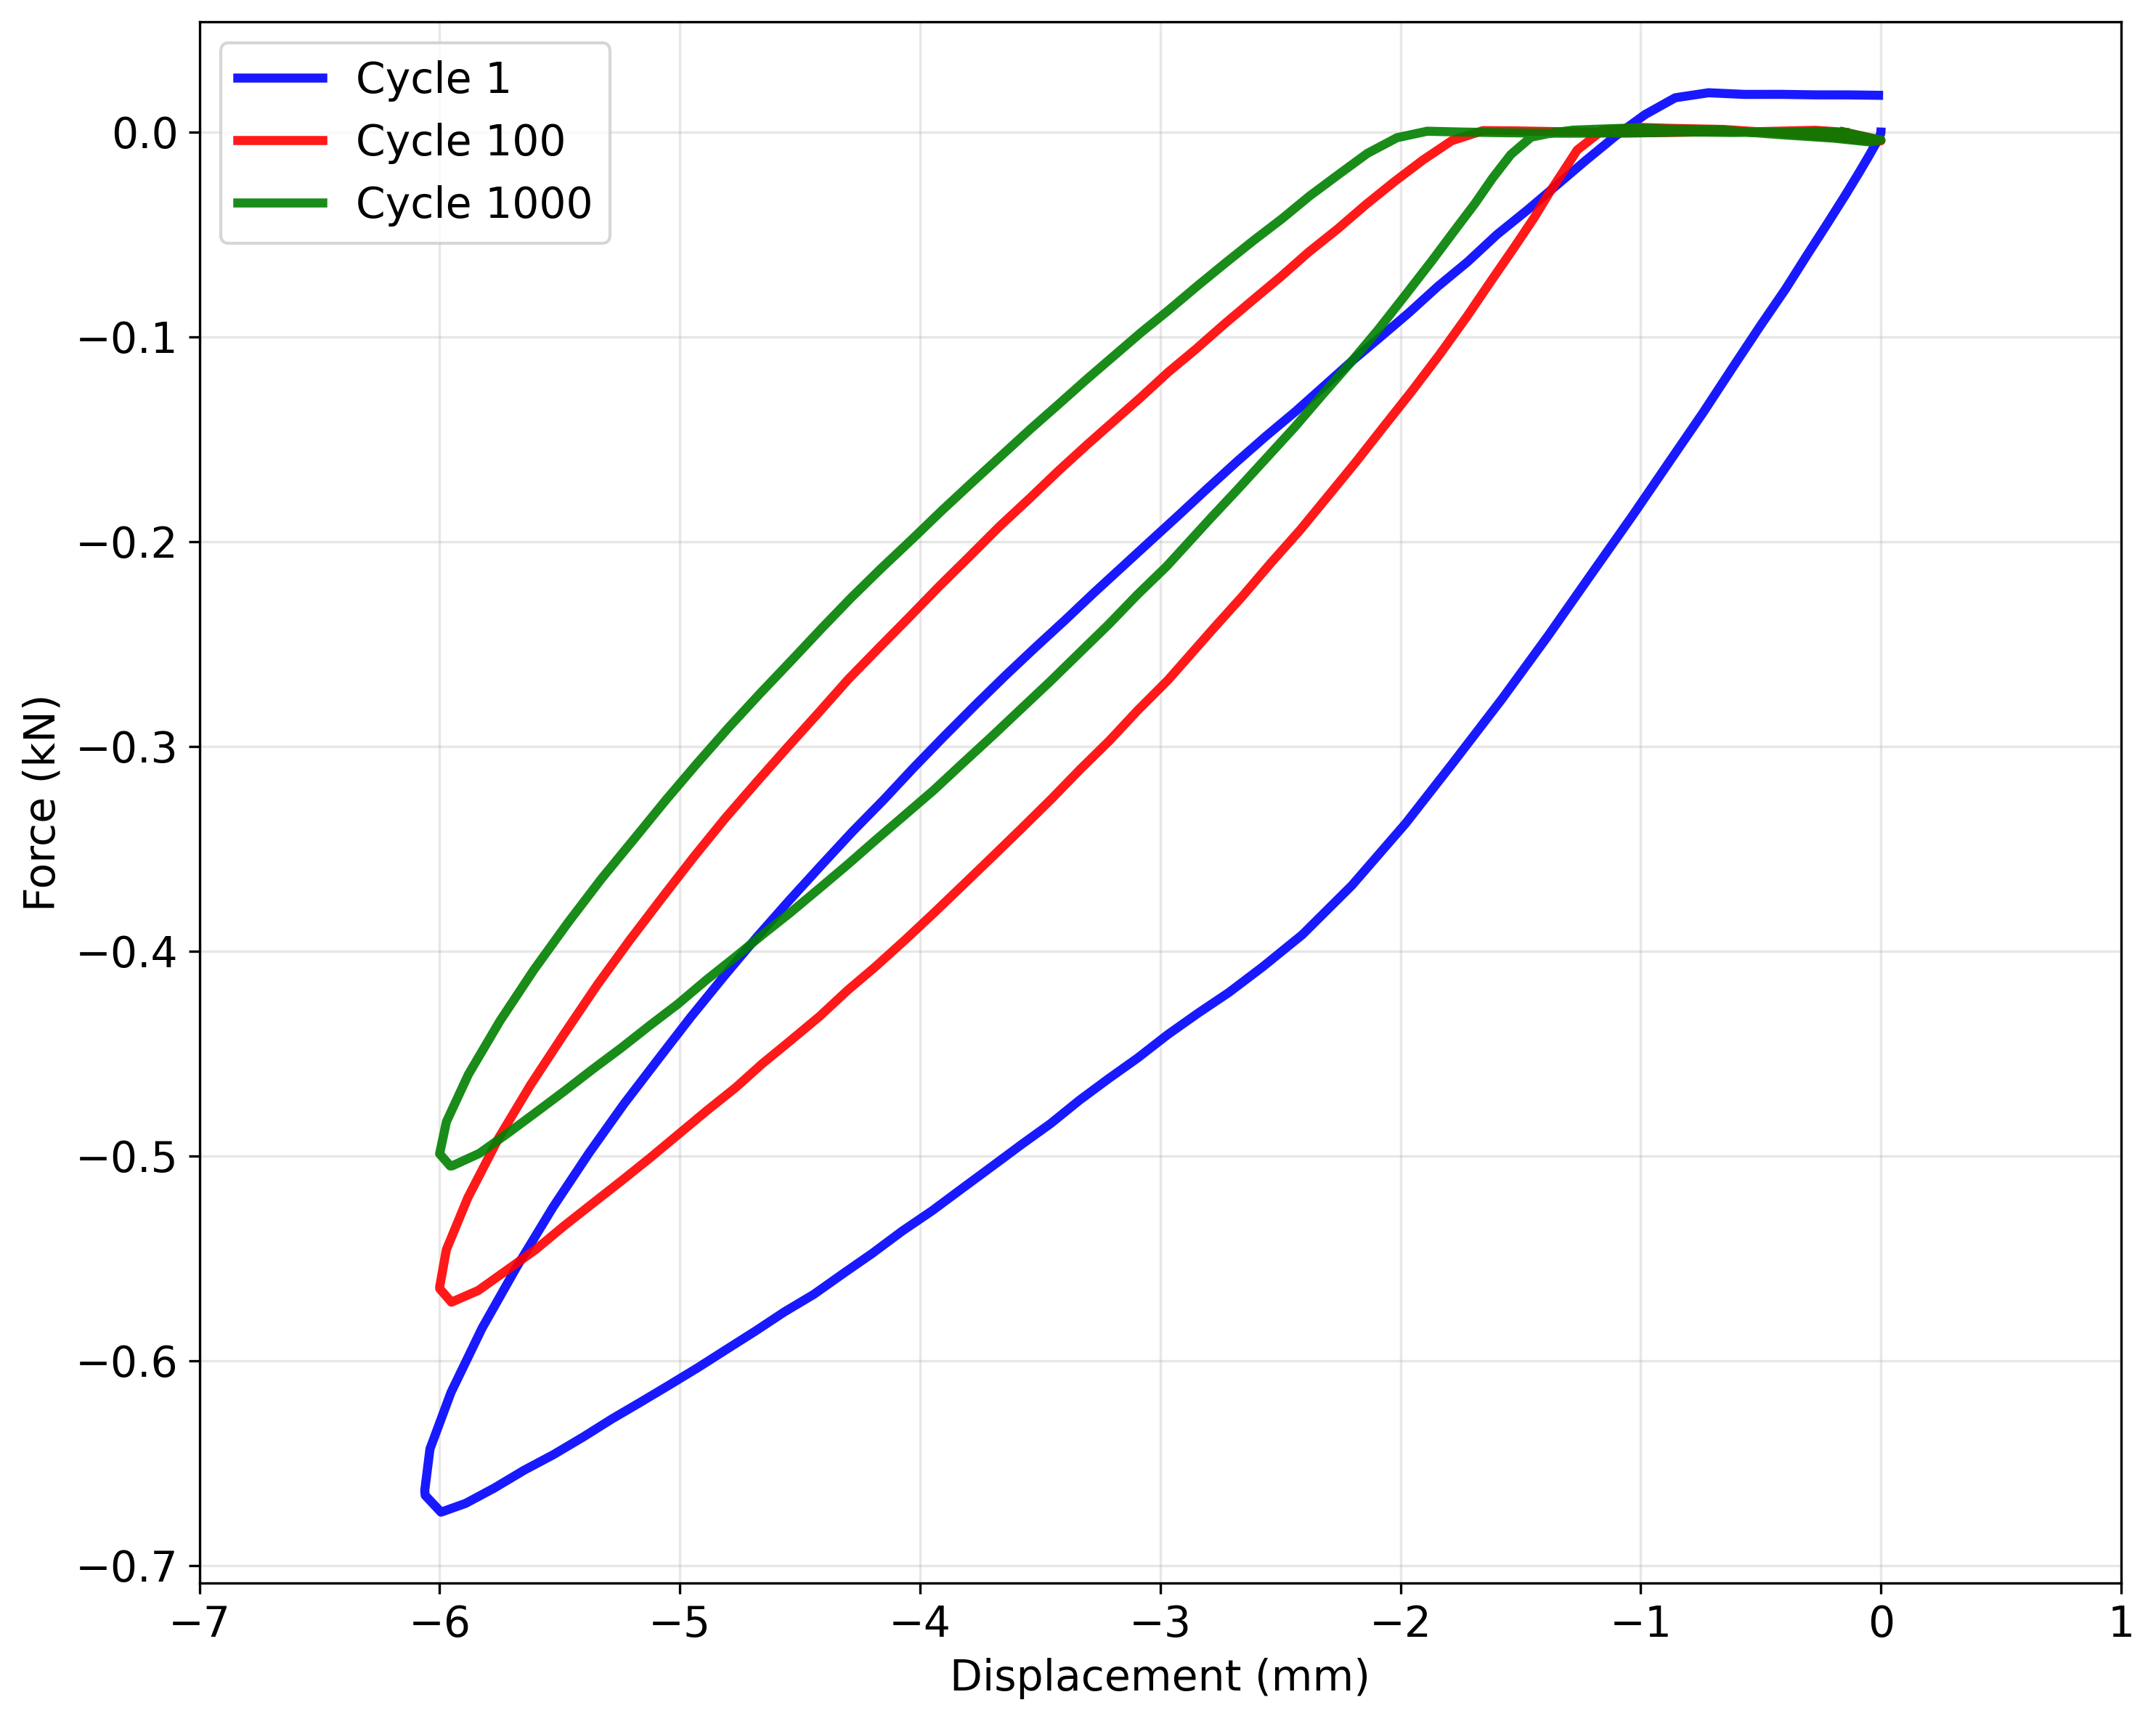 Cycle 1
Cycle 100
Cycle 1000
0.0
−0.1
−0.2
−0.3
−0.4
−0.5
−0.6
−0.7
Force (kN)
−7 −6 −5 −4 −3 −2 −1 0 1
Displacement (mm)